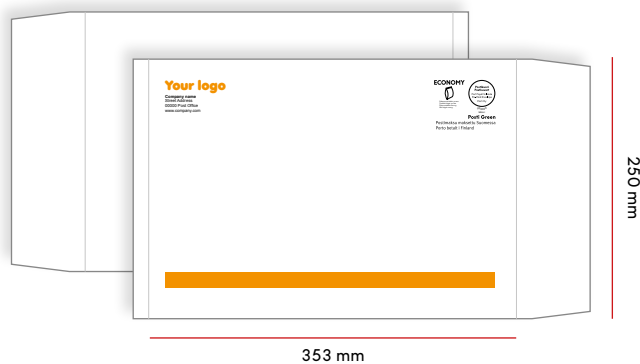 Your logo
Company name
Street Address
00000 Post Office
www.company.com
ECONOMY
Posti Green
Postimaksu maksettu Suomessa
Porto betalt i Finland
250 mm
353 mm